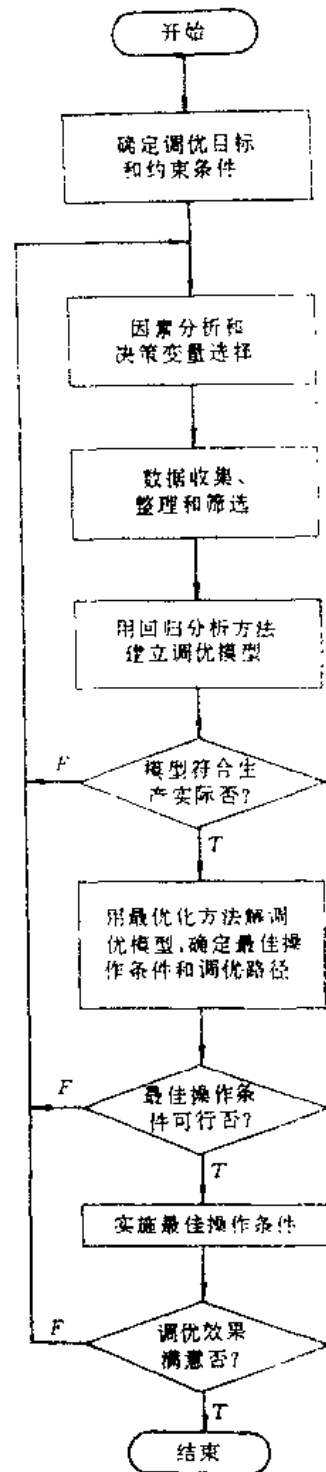 开始
确定调优目标
和约束条件
因素分析和
决策变量选择
数据收集、
整理和筛选
用回归分析方法
建立调优模型
模型符合生
产实际否?
F
T
用最优化方法解调
优模型,确定最佳操
作条件和调优路径
最佳操作条
件可行否?
F
T
实施最佳操作条件
调优效果
满意否?
F
T
结束